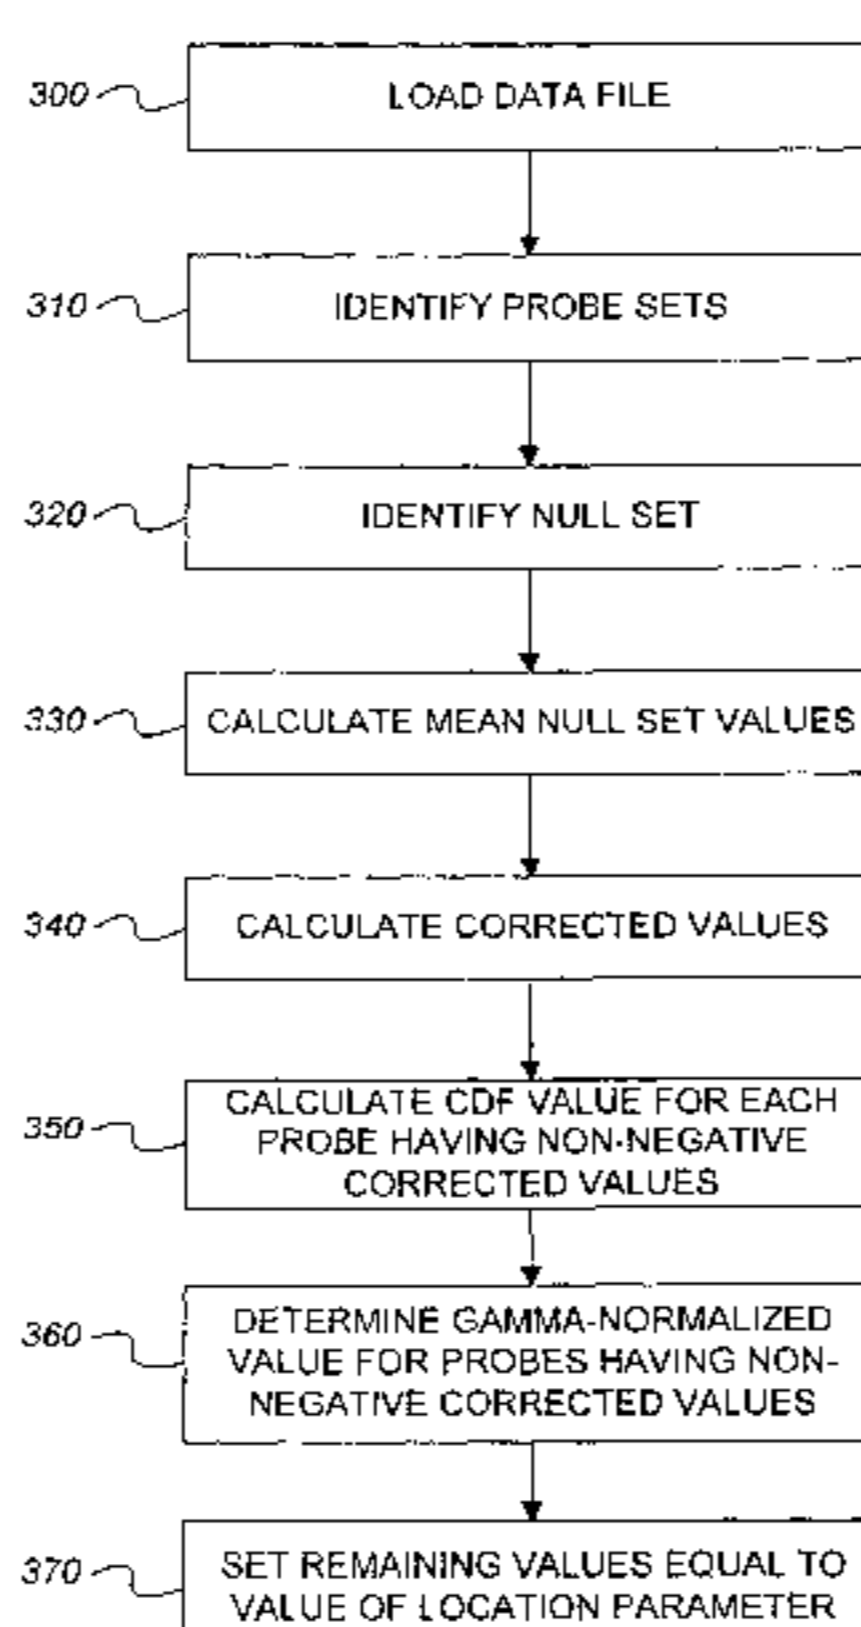 300 LOAD DATA FILE
310 IDENTIFY PROBE SETS
320 IDENTIFY NULL SET
330 CALCULATE MEAN NULL SET VALUES
340 CALCULATE CORRECTED VALUES
350 CALCULATE CDF VALUE FOR EACH
PROBE HAVING NON-NEGATIVE
CORRECTED VALUES
360 DETERMINE GAMMA-NORMALIZED
VALUE FOR PROBES HAVING NON-
NEGATIVE CORRECTED VALUES
370 SET REMAINING VALUES EQUAL TO
VALUE OF LOCATION PARAMETER